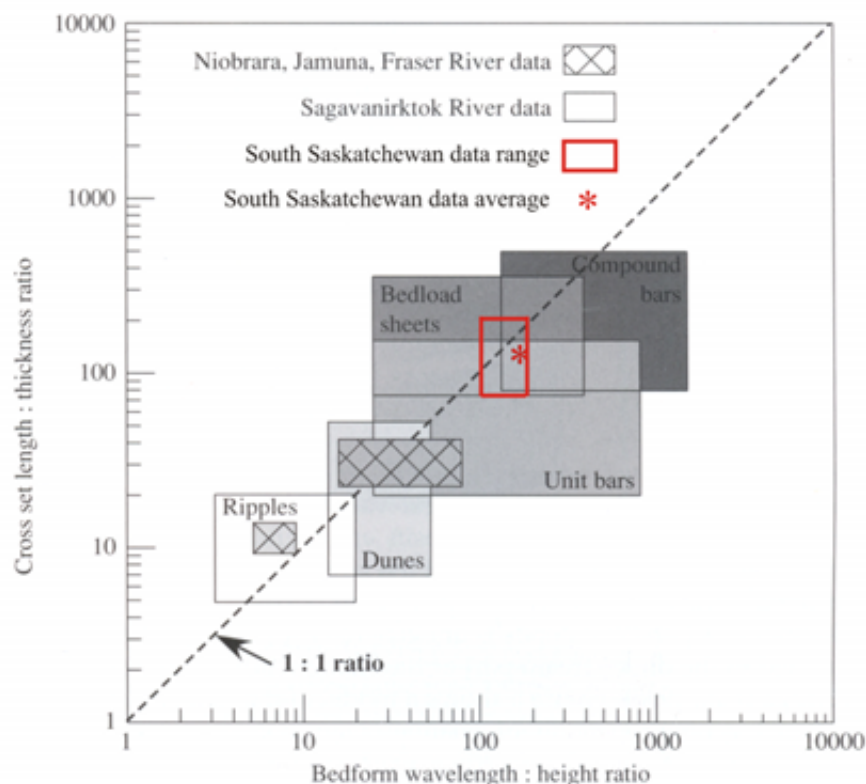 10000
Niobrara, Jamuna, Fraser River data
Sagavanirktok River data
South Saskatchewan data range
1000
South Saskatchewan data average
*
Compound
bars
Bedload
sheets
*
100
Unit bars
Ripples
Dunes
10
1 : 1 ratio
1
1
10
100
1000
10000
Cross set length : thickness ratio
Bedform wavelength : height ratio